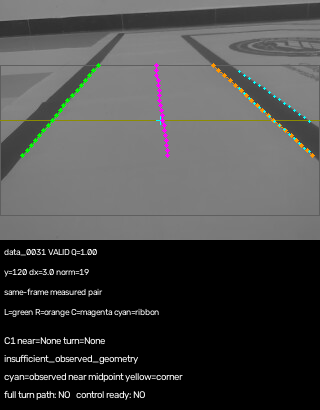 data_0031 VALID Q=1.00
y=120 dx=3.0 norm=19
same-frame measured pair
L=green R=orange C=magenta cyan=ribbon
C1 near=None turn=None
insufficient_observed_geometry
cyan=observed near midpoint yellow=corner
full turn path: NO control ready: NO